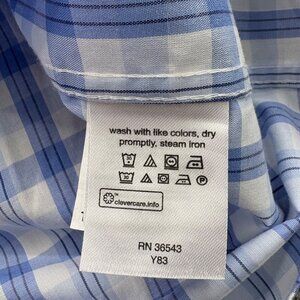 wash with like colors, dry
promptly, steam iron
clevercare.info
RN 36543
Y83